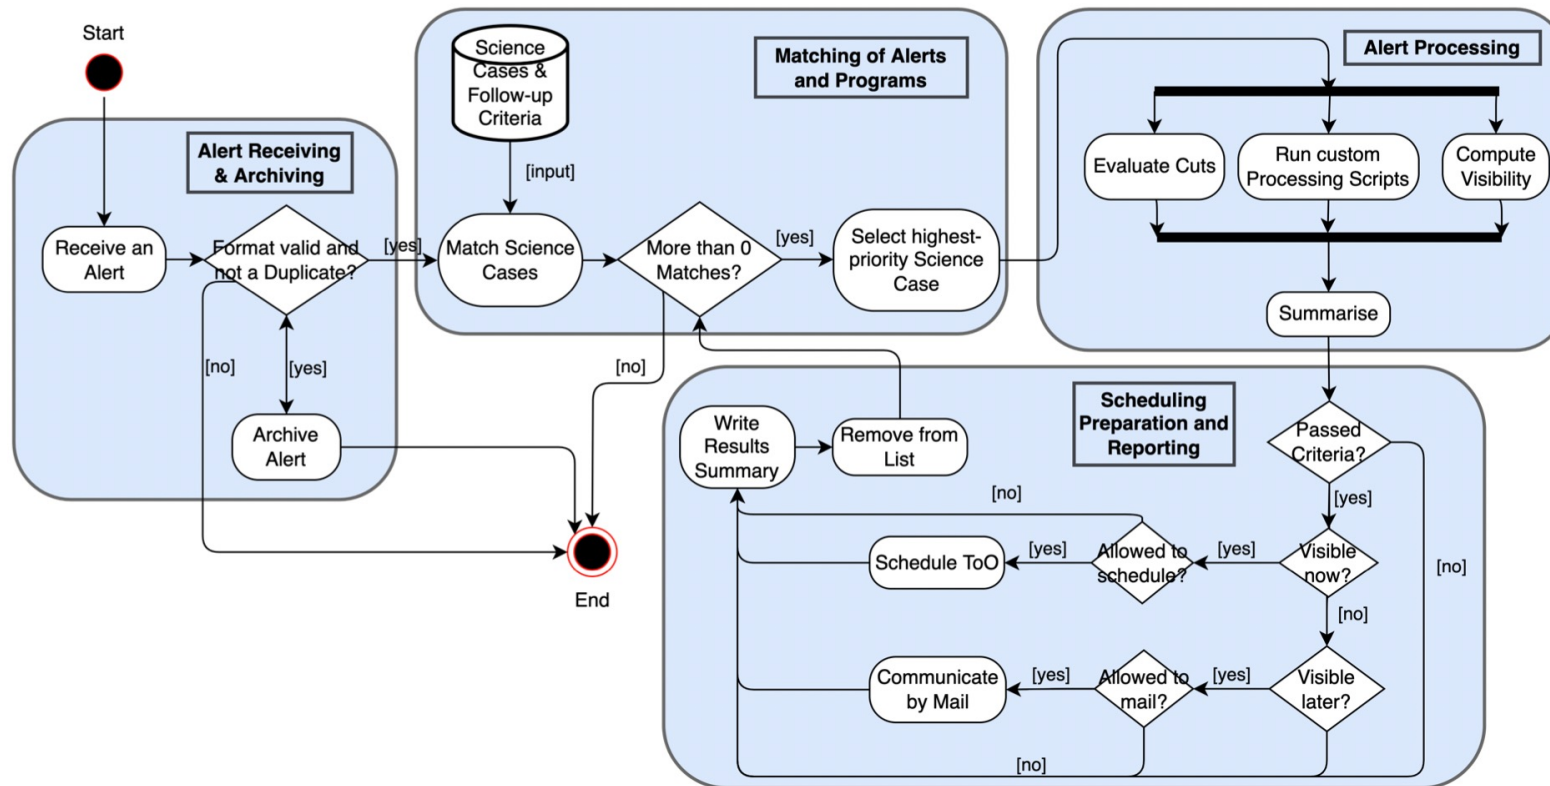 Start
Alert Receiving
& Archiving
Receive an
Alert
Format valid and
not a Duplicate?
[yes]
[no]
[yes]
Archive
Alert
Science
Cases &
Follow-up
Criteria
[input]
Matching of Alerts
and Programs
Match Science
Cases
More than 0
Matches?
[yes]
[no]
Select highest-
priority Science
Case
Alert Processing
Evaluate Cuts
Run custom
Processing Scripts
Compute
Visibility
Summarise
End
Scheduling
Preparation and
Reporting
Write
Results
Summary
Remove from
List
Passed
Criteria?
[yes]
[no]
[no]
Schedule ToO
[yes]
Allowed to
schedule?
[yes]
Visible
now?
[no]
Communicate
by Mail
[yes]
Allowed to
mail?
[yes]
Visible
later?
[no]